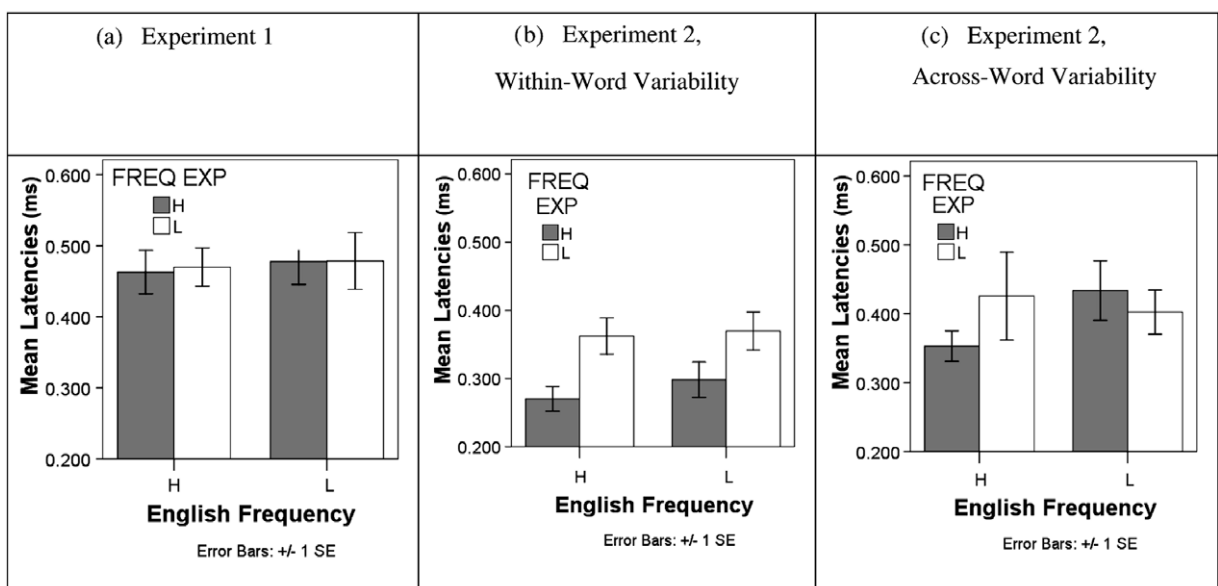 (a) Experiment 1
(b) Experiment 2,
Within-Word Variability
(c) Experiment 2,
Across-Word Variability
Mean Latencies (ms)
0.600
0.500
0.400
0.300
0.200
FREQ EXP
H
L
H
L
English Frequency
Error Bars: +/- 1 SE
Mean Latencies (ms)
0.600
0.500
0.400
0.300
0.200
FREQ
EXP
H
L
H
L
English Frequency
Error Bars: +/- 1 SE
Mean Latencies (ms)
0.600
0.500
0.400
0.300
0.200
FREQ
EXP
H
L
H
L
English Frequency
Error Bars: +/- 1 SE